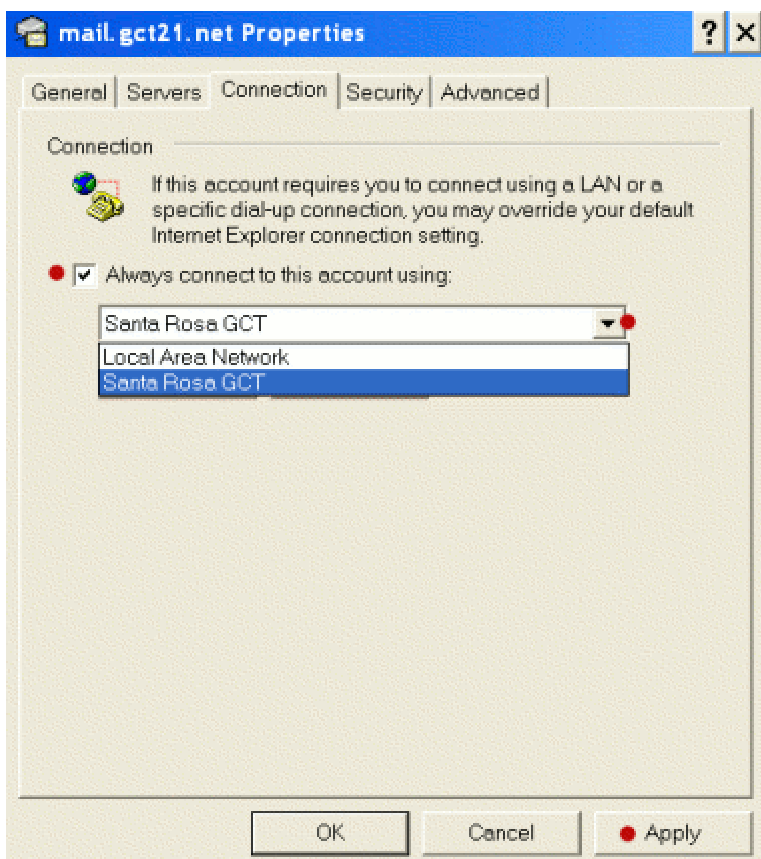 mail.gct21.net Properties
? ×
General Servers Connection Security Advanced
Connection
If this account requires you to connect using a LAN or a
specific dial-up connection, you may override your default
Internet Explorer connection setting.
Always connect to this account using:
Santa Rosa GCT
Local Area Network
Santa Rosa GCT
OK Cancel Apply